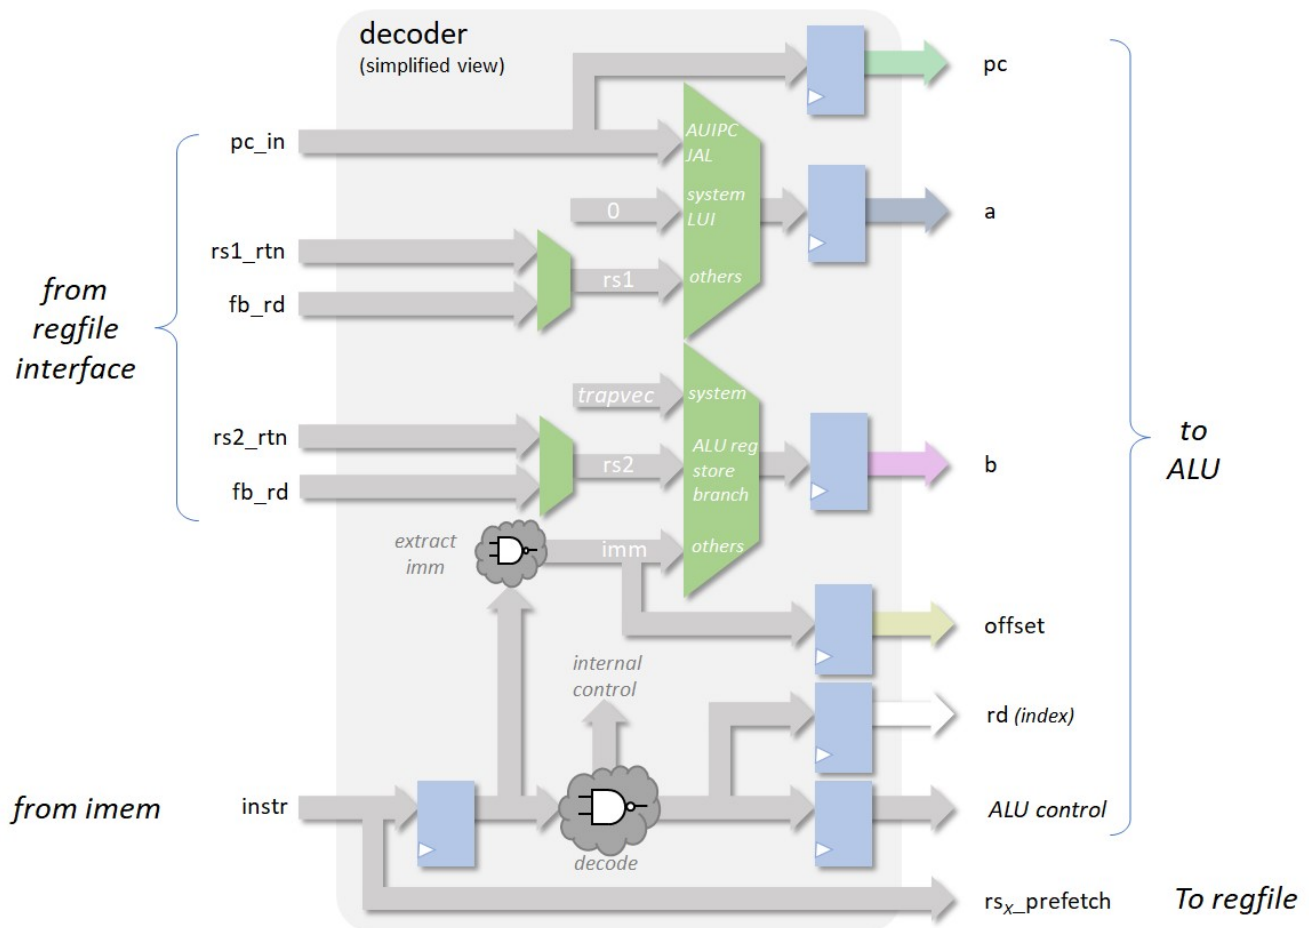 decoder
(simplified view)
pc
pc_in
AUIPC
JAL
system
LUI
0
a
rs1_rtn
rs1
others
fb_rd
from
regfile
interface
trapvec
system
rs2_rtn
rs2
ALU reg
store
branch
b
fb_rd
to
ALU
extract
imm
imm
others
offset
internal
control
rd (index)
from imem
instr
ALU control
decode
rsX_prefetch
To regfile